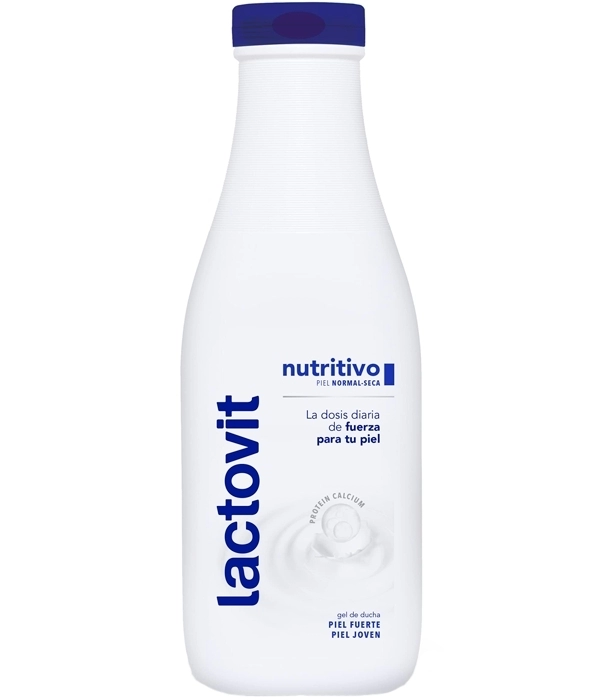 lactovit
nutritivo
PIEL NORMAL-SECA
La dosis diaria
de fuerza
para tu piel
PROTEIN CALCIUM
gel de ducha
PIEL FUERTE
PIEL JOVEN